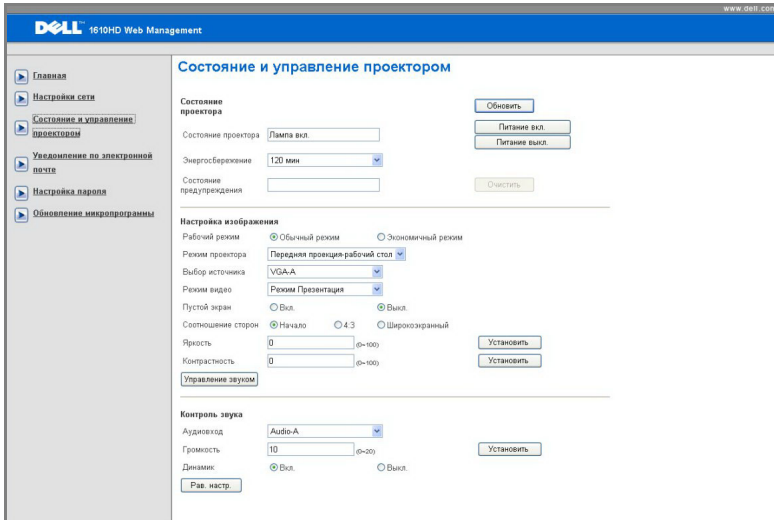 www.dell.com
DELL™ 1610HD Web Management
Главная
Настройки сети
Состояние и управление
проектором
Уведомление по электронной
почте
Настройка пароля
Обновление микропрограммы
Состояние и управление проектором
Состояние
проектора
Обновить
Питание вкл.
Состояние проектора Лампа вкл.
Питание выкл.
Энергосбережение 120 мин
Состояние
предупреждения
Очистить
Настройка изображения
Рабочий режим Обычный режим Экономичный режим
Режим проектора Передняя проекция-рабочий стол
Выбор источника VGA-A
Режим видео Режим Презентация
Пустой экран Вкл. Выкл.
Соотношение сторон Начало 4:3 Широкоэкранный
Яркость 0 (0~100) Установить
Контрастность 0 (0~100) Установить
Управление звуком
Контроль звука
Аудиовход Audio-A
Громкость 10 (0~20) Установить
Динамик Вкл. Выкл.
Рав. настр.